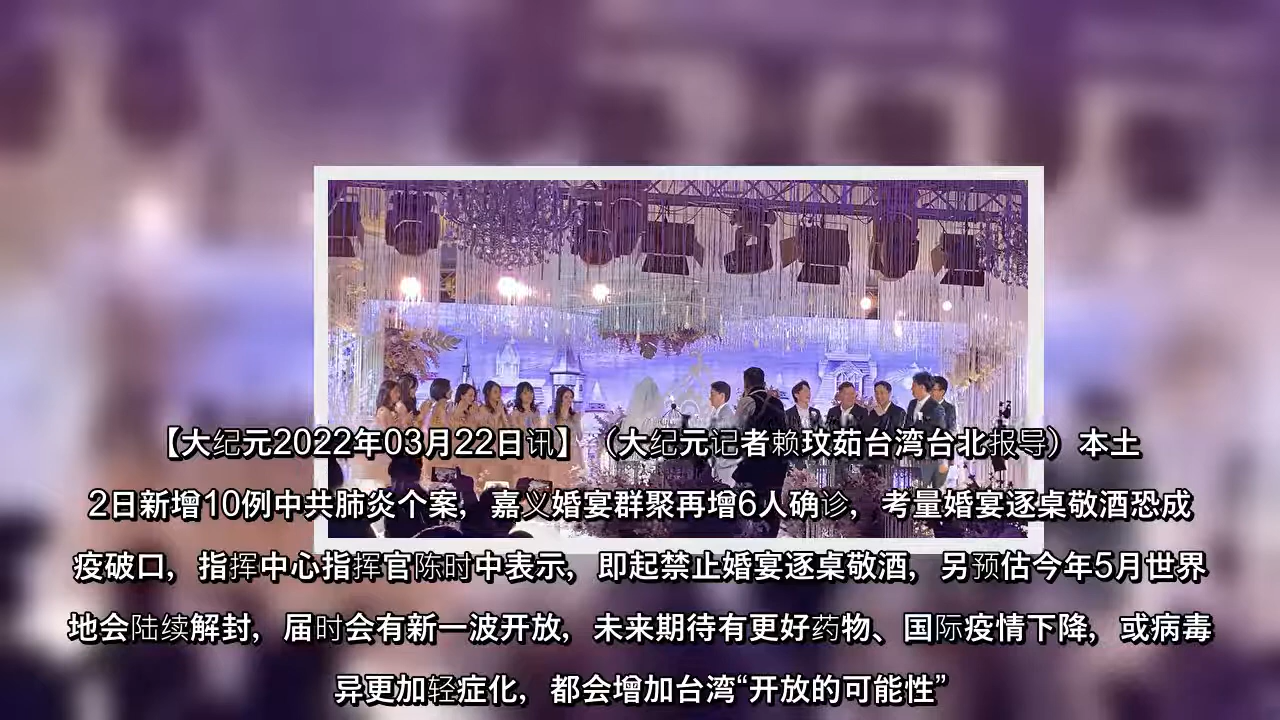 【大纪元2022年03月22日讯】（大纪元记者赖玟茹台湾台北报导）本土
2日新增10例中共肺炎个案，嘉义婚宴群聚再增6人确诊，考量婚宴逐桌敬酒恐成
疫破口，指挥中心指挥官陈时中表示，即起禁止婚宴逐桌敬酒，另预估今年5月世界
地会陆续解封，届时会有新一波开放，未来期待有更好药物、国际疫情下降，或病毒
异更加轻症化，都会增加台湾“开放的可能性”